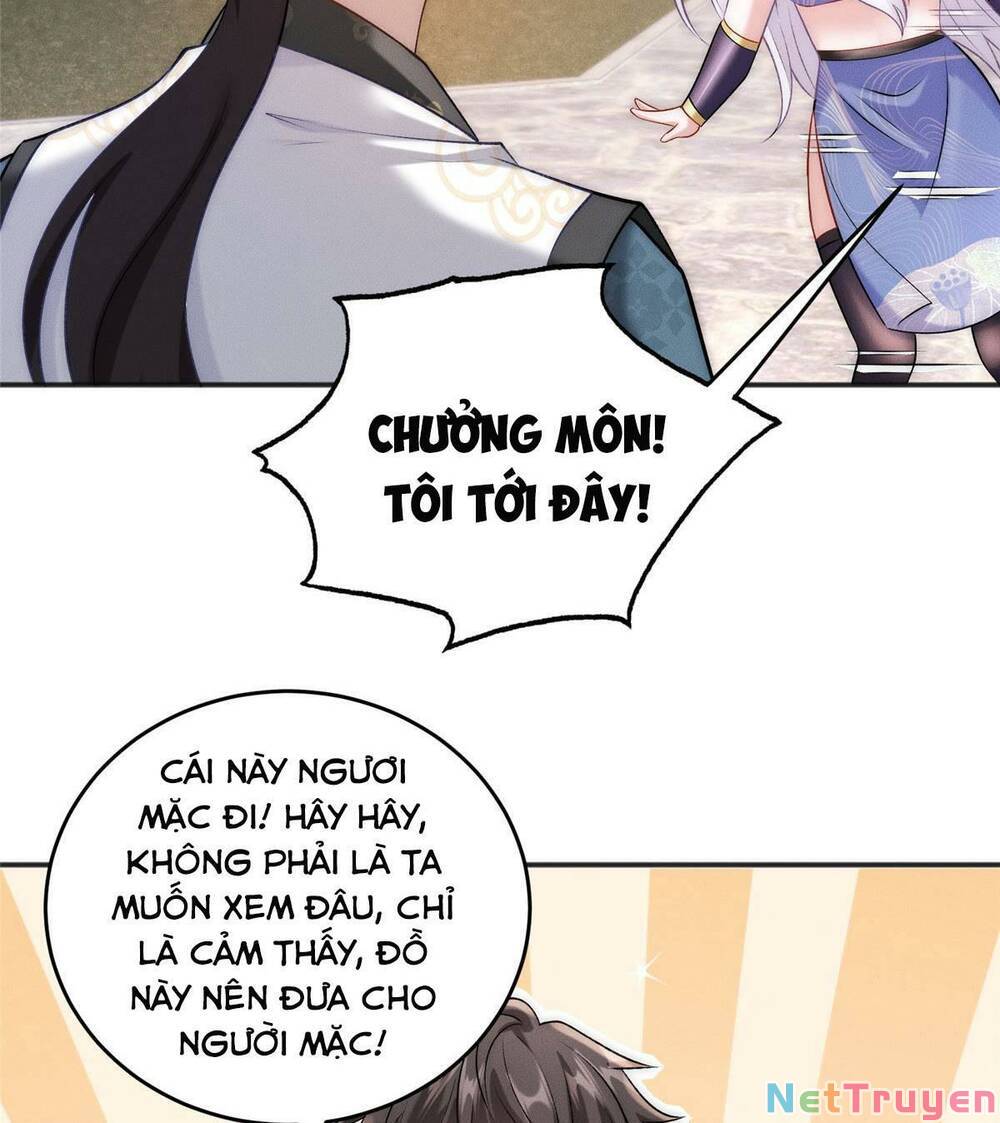 CHƯỞNG MÔN!
TÔI TỚI ĐÂY!
CÁI NÀY NGƯƠI
MẶC ĐI! HÂY HÂY,
KHÔNG PHẢI LÀ TA
MUỐN XEM ĐÂU, CHỈ
LÀ CẢM THẤY, ĐỒ
NÀY NÊN ĐƯA CHO
NGƯỜI MẶC!
NETTRUYEN